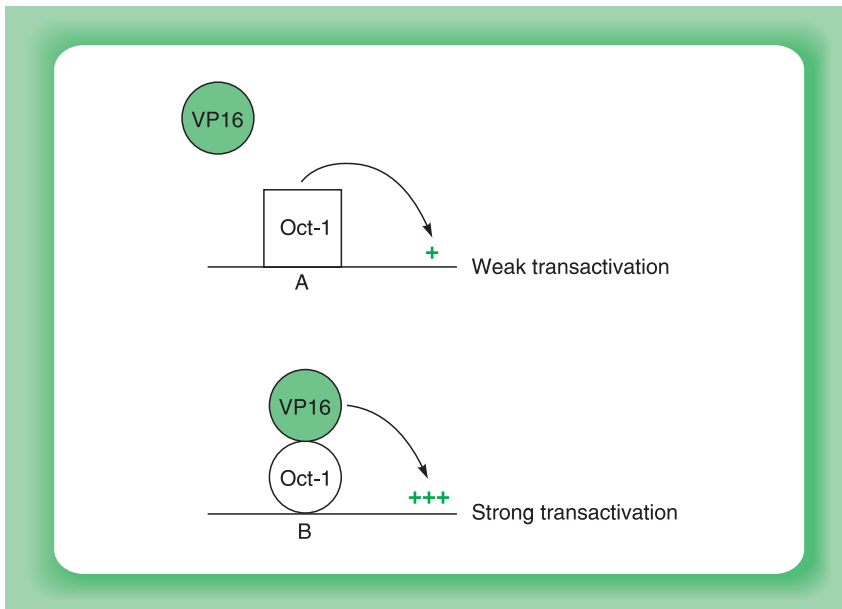 VP16
Oct-1
+
Weak transactivation
A
VP16
Oct-1
+++
Strong transactivation
B